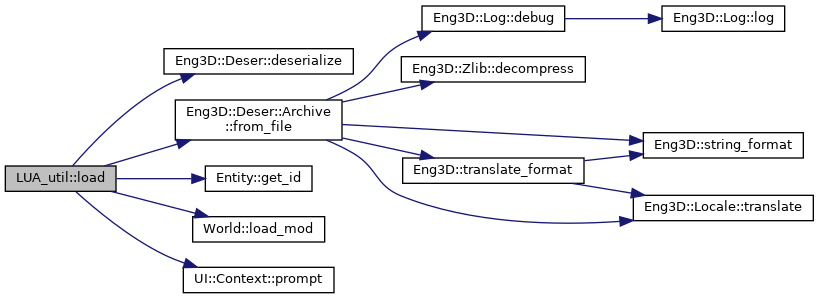 LUA_util::load
Eng3D::Deser::deserialize
Eng3D::Deser::Archive
::from_file
Entity::get_id
World::load_mod
UI::Context::prompt
Eng3D::Log::debug
Eng3D::Zlib::decompress
Eng3D::translate_format
Eng3D::Log::log
Eng3D::string_format
Eng3D::Locale::translate